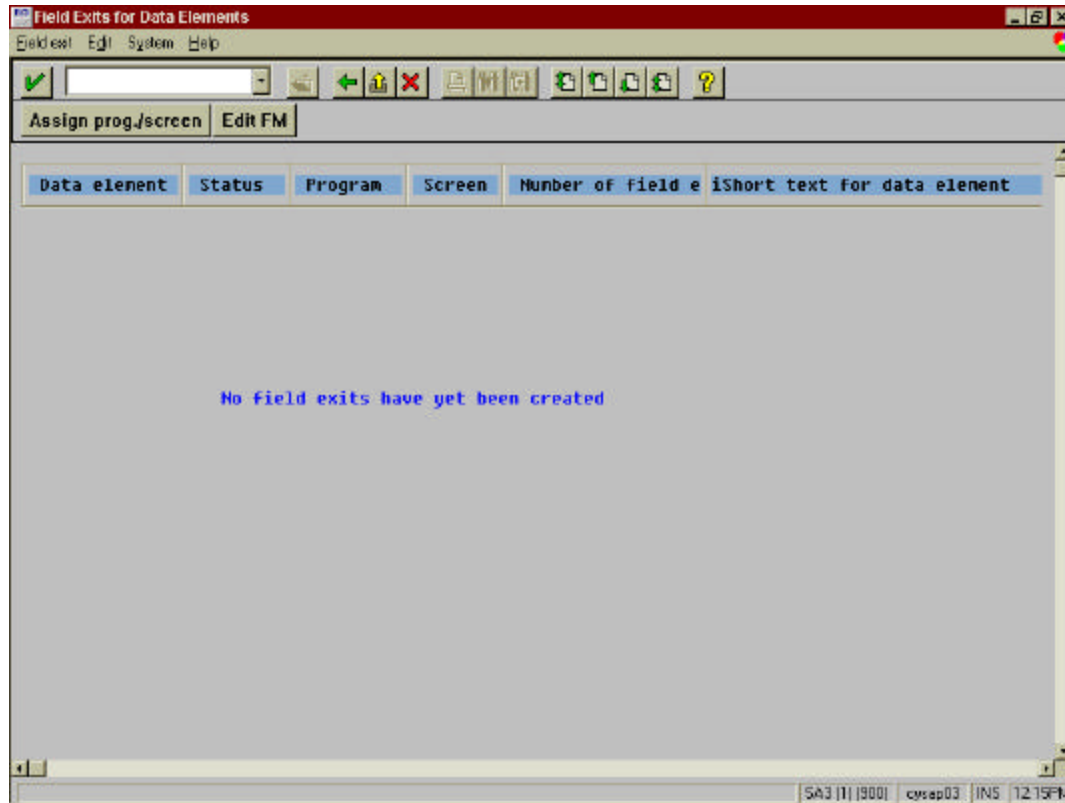 Field Exits for Data Elements
Field exit Edit System Help
Assign prog./screen Edit FM
Data element Status Program Screen Number of field e iShort text for data element
No field exits have yet been created
SA3 (1) (900) cysap03 INS 12:15PM